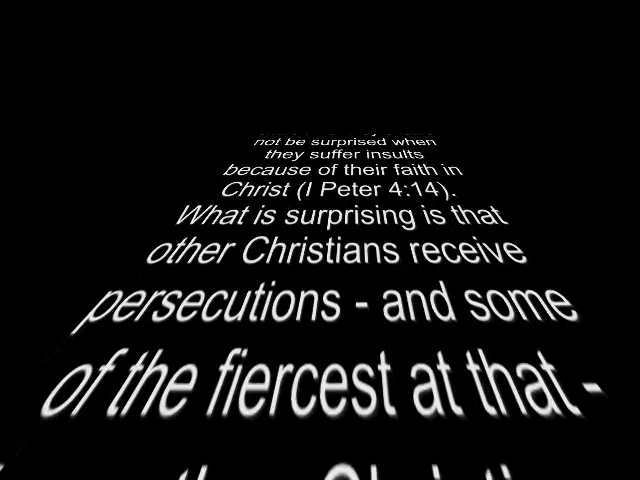 not be surprised when
they suffer insults
because of their faith in
Christ (I Peter 4:14).
What is surprising is that
other Christians receive
persecutions - and some
of the fiercest at that -